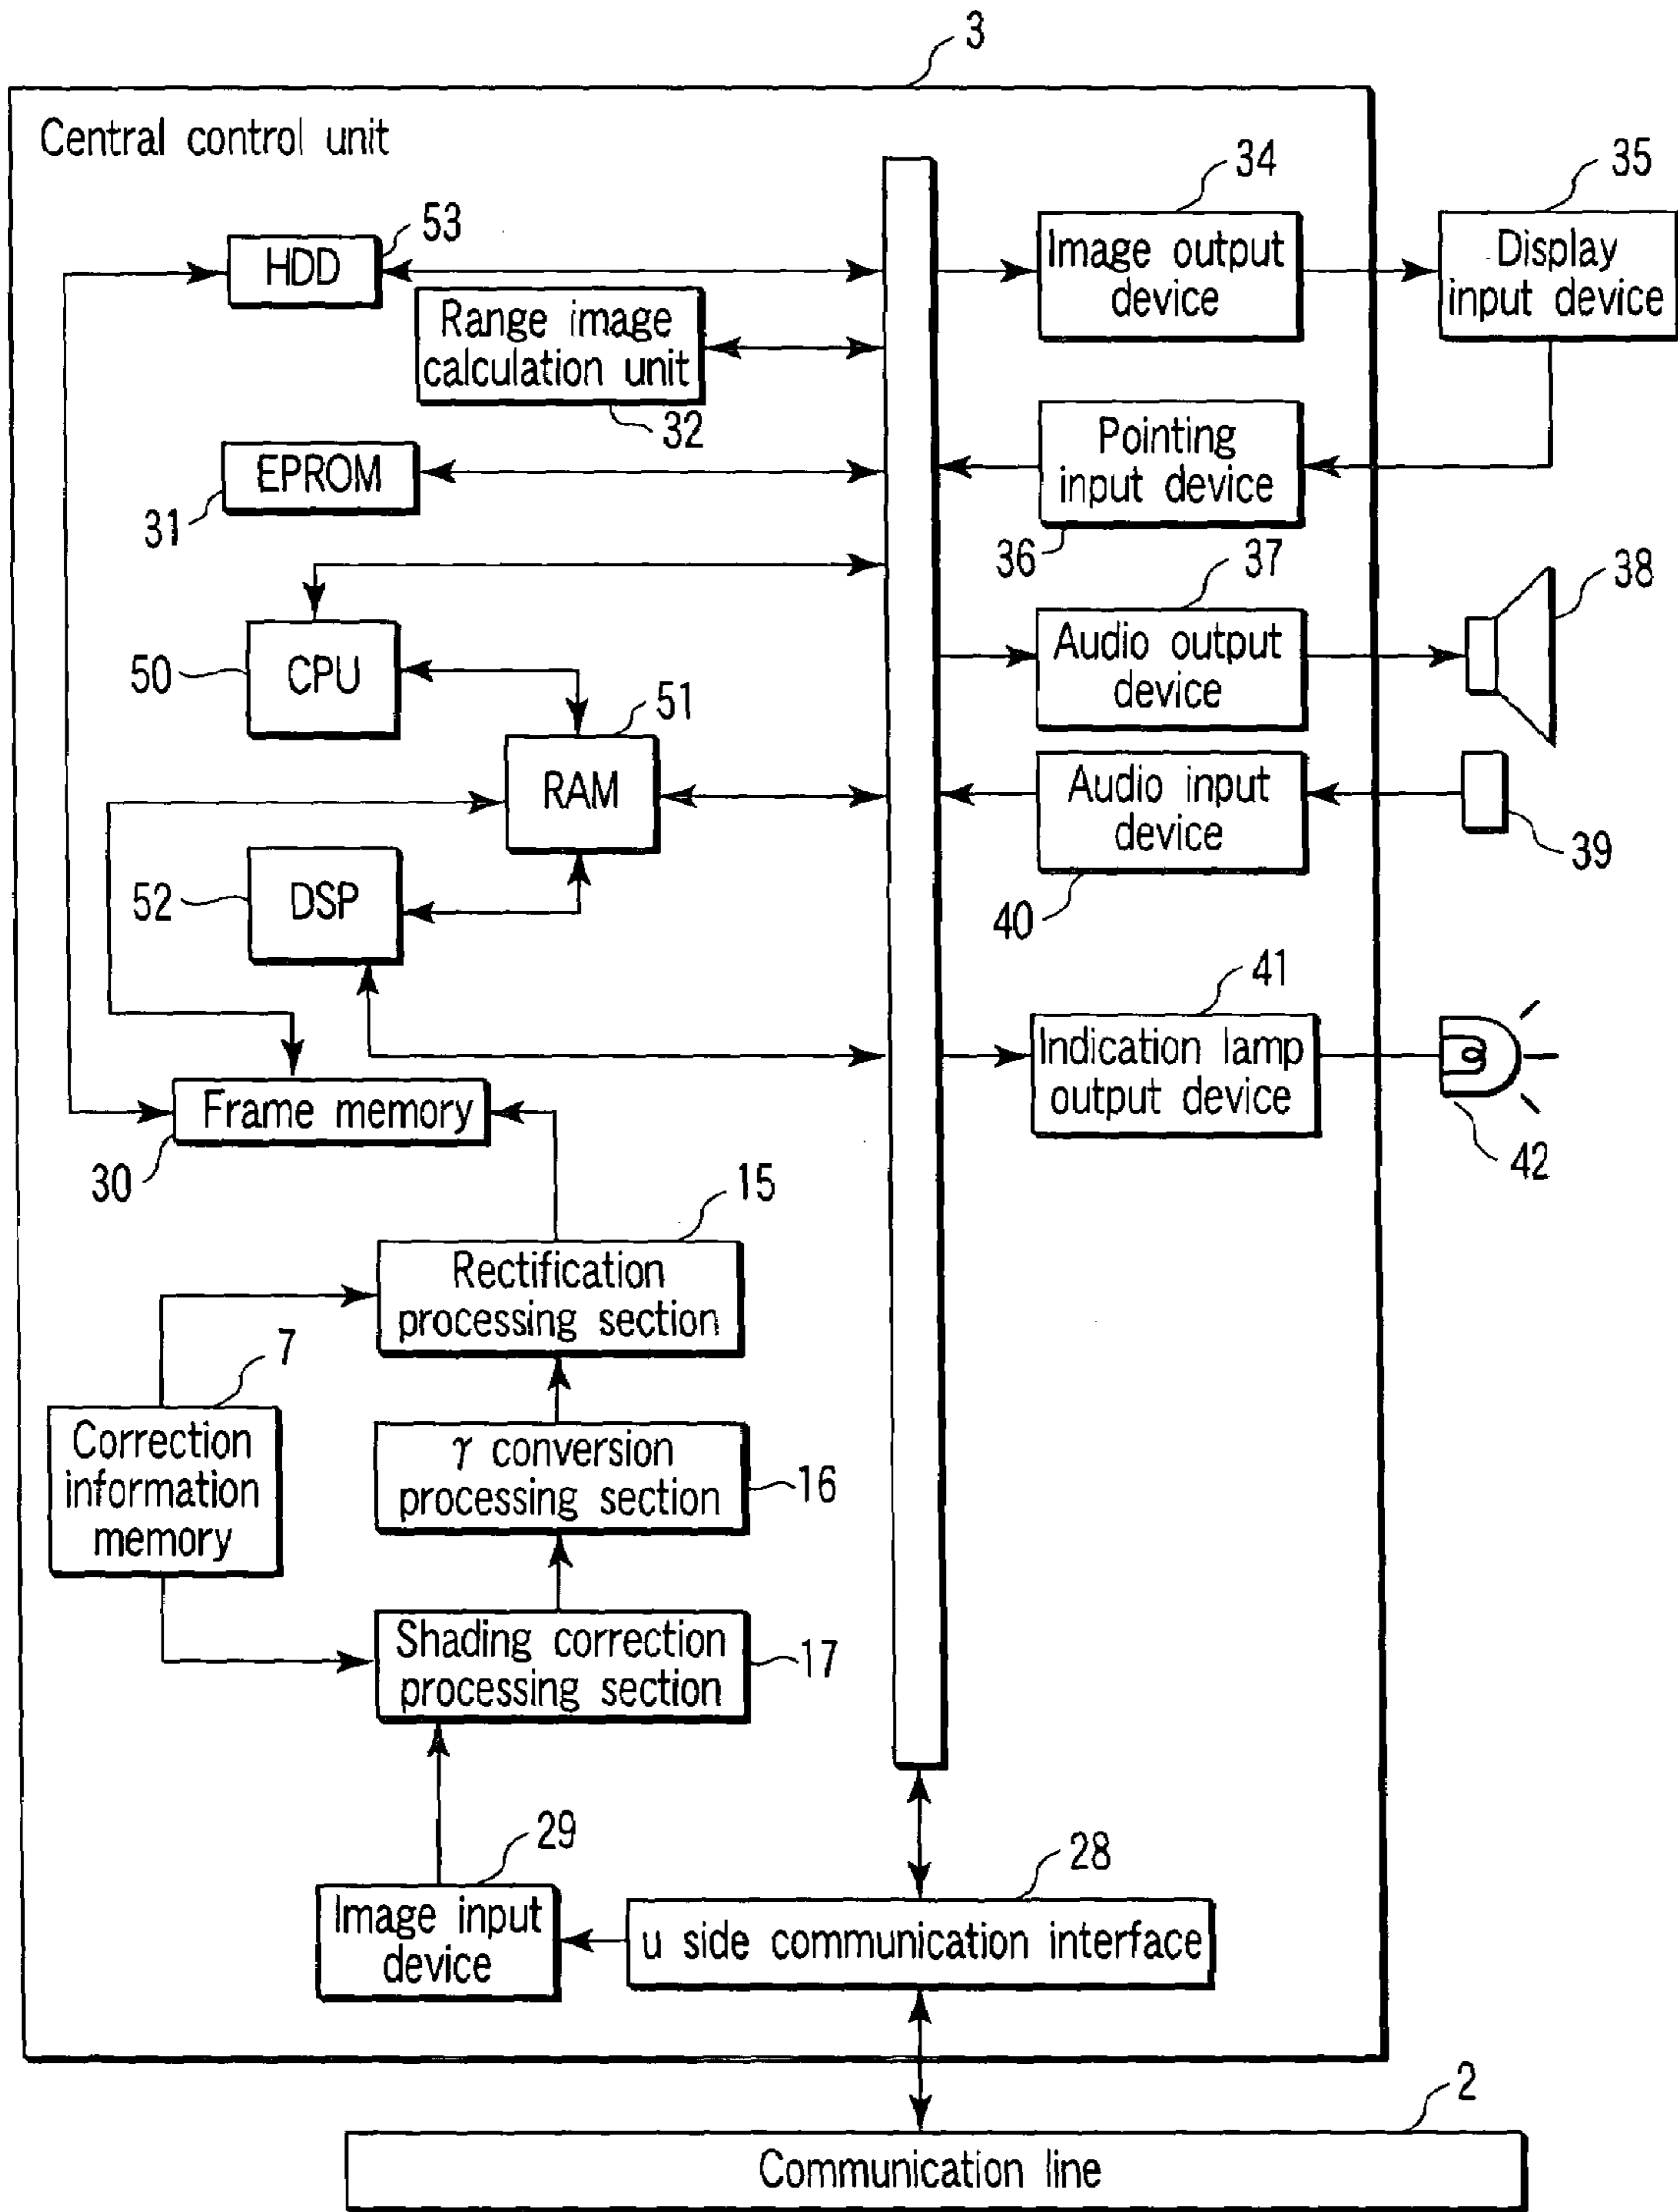 3
Central control unit
34
35
53
HDD
Image output
device
Display
input device
Range image
calculation unit
32
Pointing
input device
36
EPROM
31
37
38
CPU
50
Audio output
device
51
RAM
Audio input
device
39
40
DSP
52
41
Indication lamp
output device
42
Frame memory
30
15
Rectification
processing section
7
Correction
information
memory
γ conversion
processing section
16
Shading correction
processing section
17
29
Image input
device
28
u side communication interface
2
Communication line